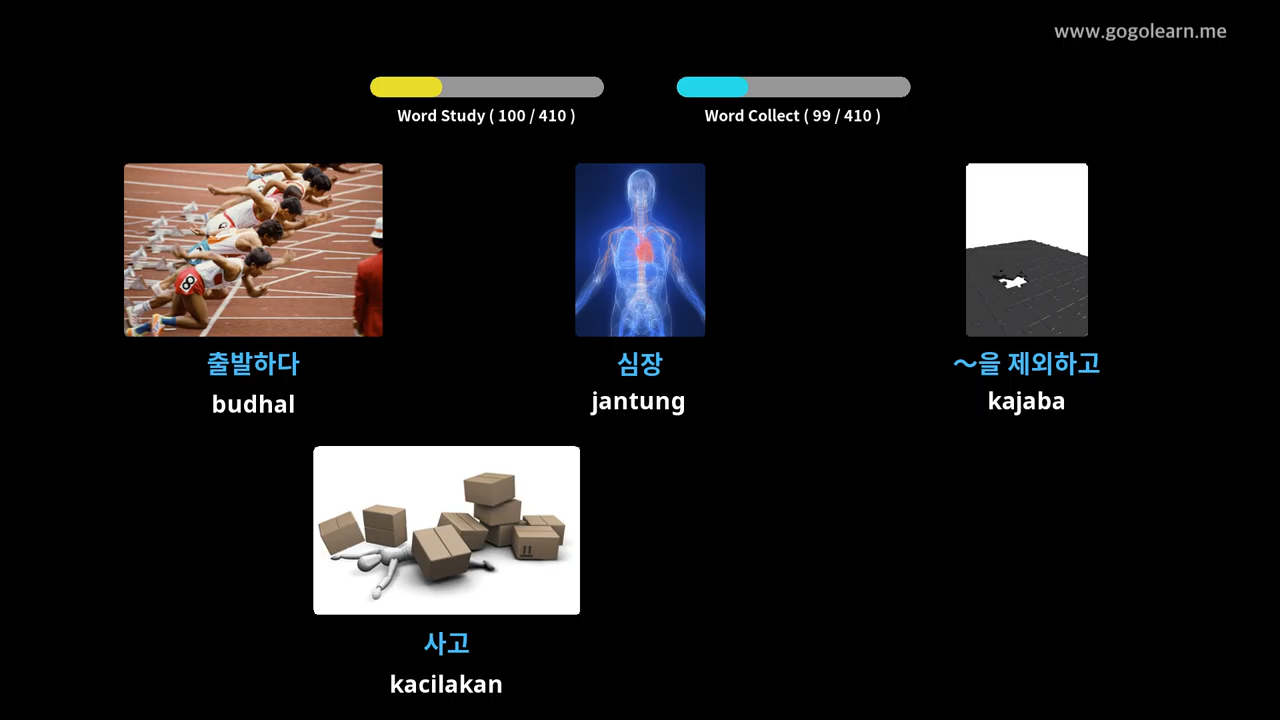 www.gogolearn.me
Word Study ( 100 / 410 )
Word Collect ( 99 / 410 )
출발하다
budhal
심장
jantung
～을 제외하고
kajaba
사고
kacilakan